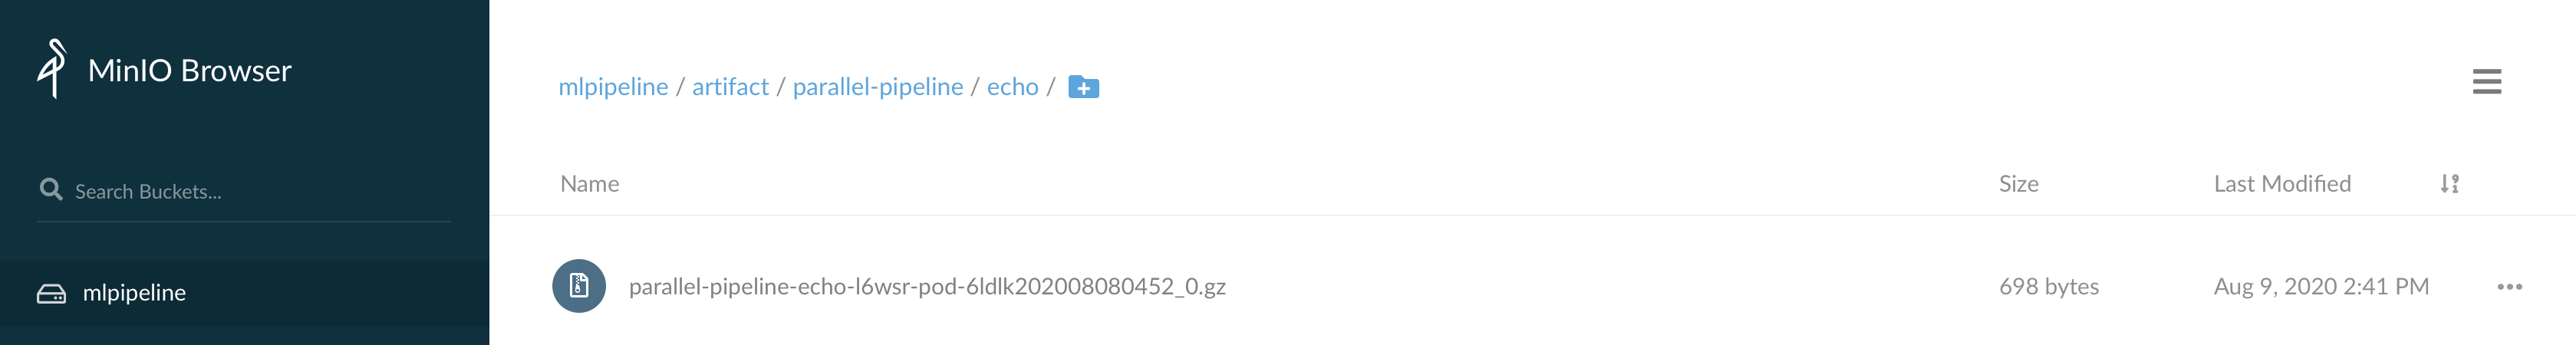 MinIO Browser
Search Buckets...
mlpipeline
mlpipeline / artifact / parallel-pipeline / echo /
Name Size Last Modified
parallel-pipeline-echo-l6wsr-pod-6ldlk202008080452_0.gz 698 bytes Aug 9, 2020 2:41 PM